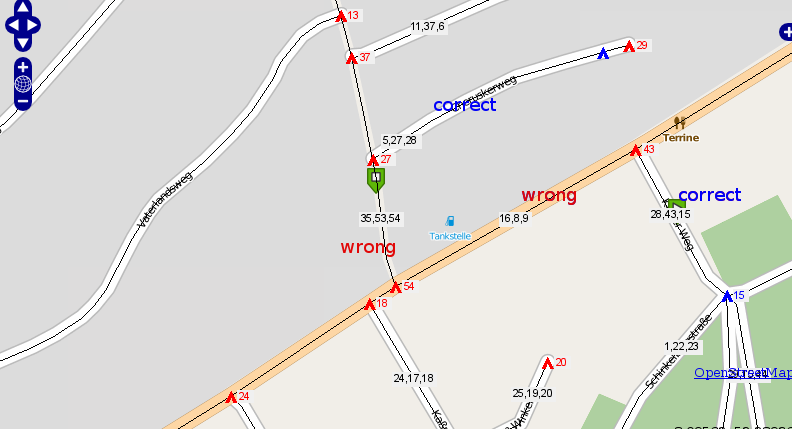 13
11,37,6
37
29
Cheruskerweg
correct
5,27,28
27
Terrine
43
Vaterlandsweg
wrong
correct
35,53,54
16,8,9
28,43,15
Weg
Tankstelle
wrong
54
18
15
1,22,23
20
24,17,18
25,19,20
OpenStreetMap
24